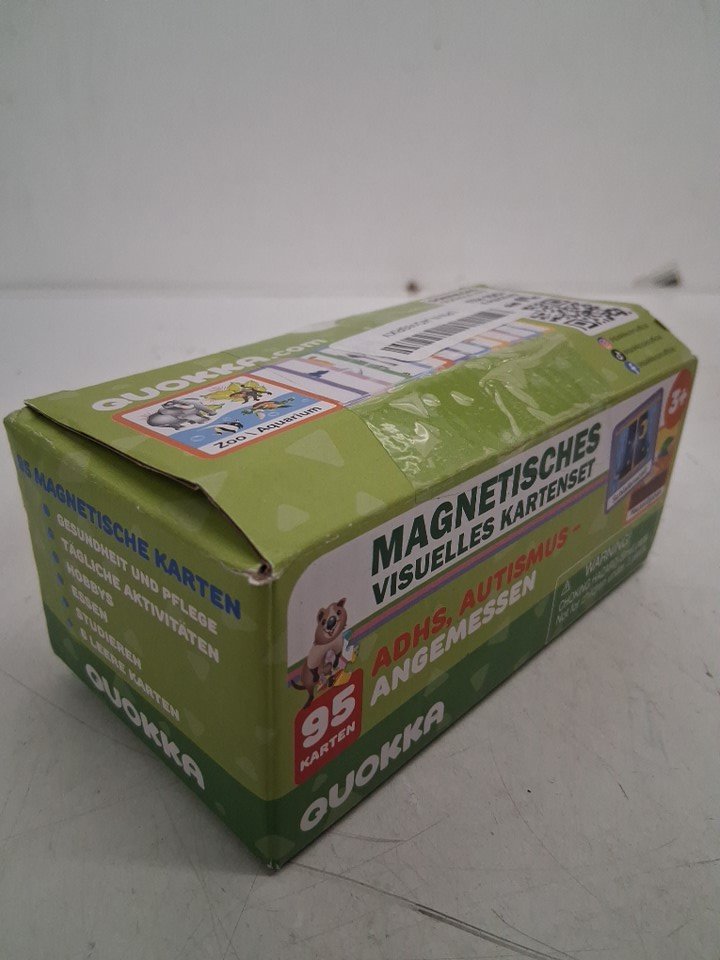 QUOKKA.com
Zoo \ Aquarium
95 MAGNETISCHE KARTEN
GESUNDHEIT UND PFLEGE
TÄGLICHE AKTIVITÄTEN
HOBBYS
ESSEN
STUDIEREN
5 LEERE KARTEN
QUOKKA
MAGNETISCHES
VISUELLES KARTENSET
ADHS, AUTISMUS -
ANGEMESSEN
95
KARTEN
QUOKKA
3+
WARNING: